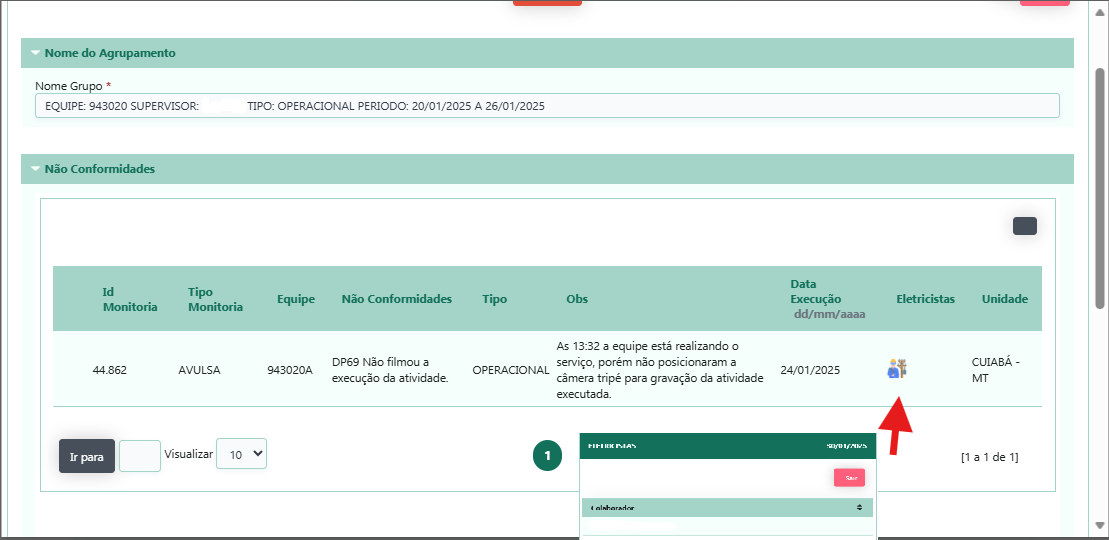 Nome do Agrupamento
Nome Grupo *
EQUIPE: 943020 SUPERVISOR: TIPO: OPERACIONAL PERIODO: 20/01/2025 A 26/01/2025
Não Conformidades
Id Monitoria
Tipo Monitoria
Equipe
Não Conformidades
Tipo
Obs
Data Execução
dd/mm/aaaa
Eletricistas
Unidade
44.862
AVULSA
943020A
DP69 Não filmou a
execução da atividade.
OPERACIONAL
As 13:32 a equipe está realizando o
serviço, porém não posicionaram a
câmera tripé para gravação da atividade
executada.
24/01/2025
CUIABÁ -
MT
Ir para
Visualizar
10
1
[1 a 1 de 1]
ELETRICISTAS 30/01/2025
Sair
Colaborador